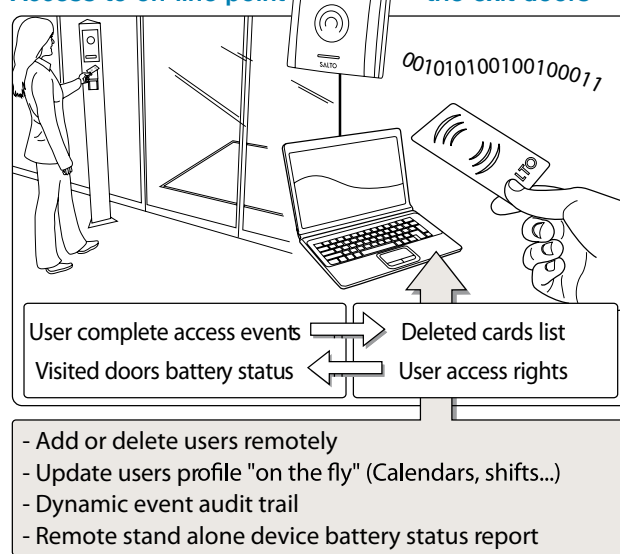 Access to on-line point the exit doors
SALTO
001010100100100011
LTO
User complete access events Deleted cards list
Visited doors battery status User access rights
- Add or delete users remotely
- Update users profile "on the fly" (Calendars, shifts...)
- Dynamic event audit trail
- Remote stand alone device battery status report